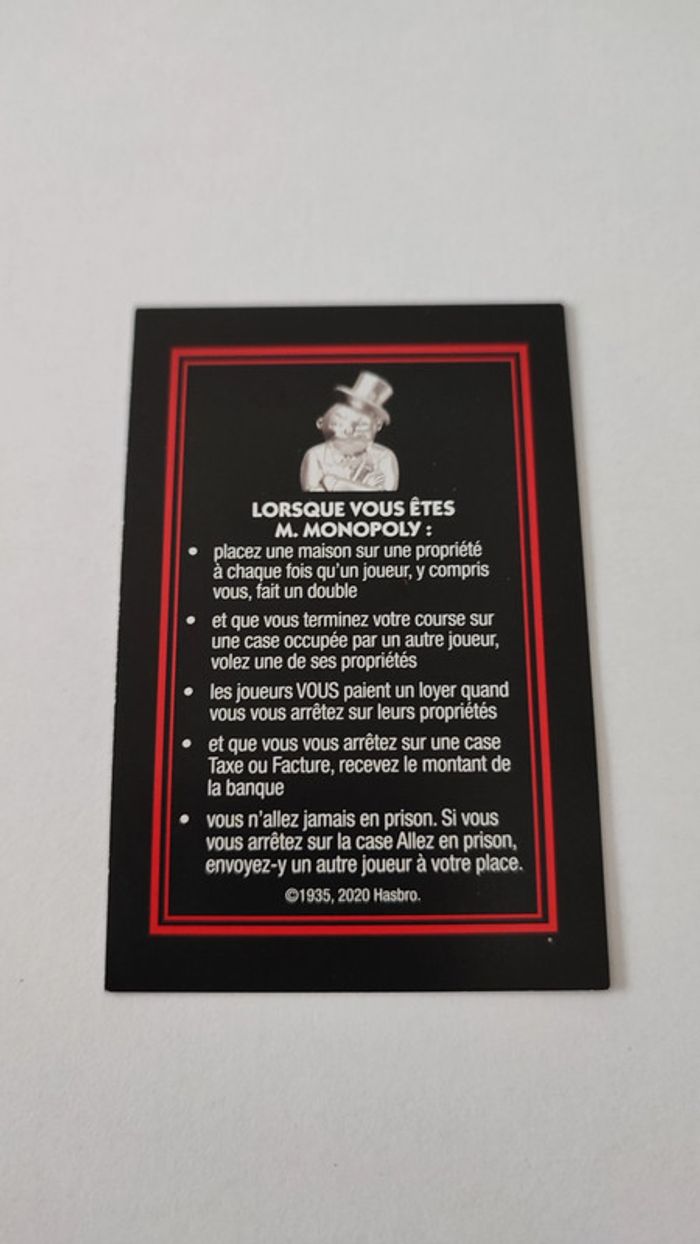 LORSQUE VOUS ÊTES
M. MONOPOLY :
• placez une maison sur une propriété
à chaque fois qu'un joueur, y compris
vous, fait un double
• et que vous terminez votre course sur
une case occupée par un autre joueur,
volez une de ses propriétés
• les joueurs VOUS paient un loyer quand
vous vous arrêtez sur leurs propriétés
• et que vous vous arrêtez sur une case
Taxe ou Facture, recevez le montant de
la banque
• vous n'allez jamais en prison. Si vous
vous arrêtez sur la case Allez en prison,
envoyez-y un autre joueur à votre place.
©1935, 2020 Hasbro.